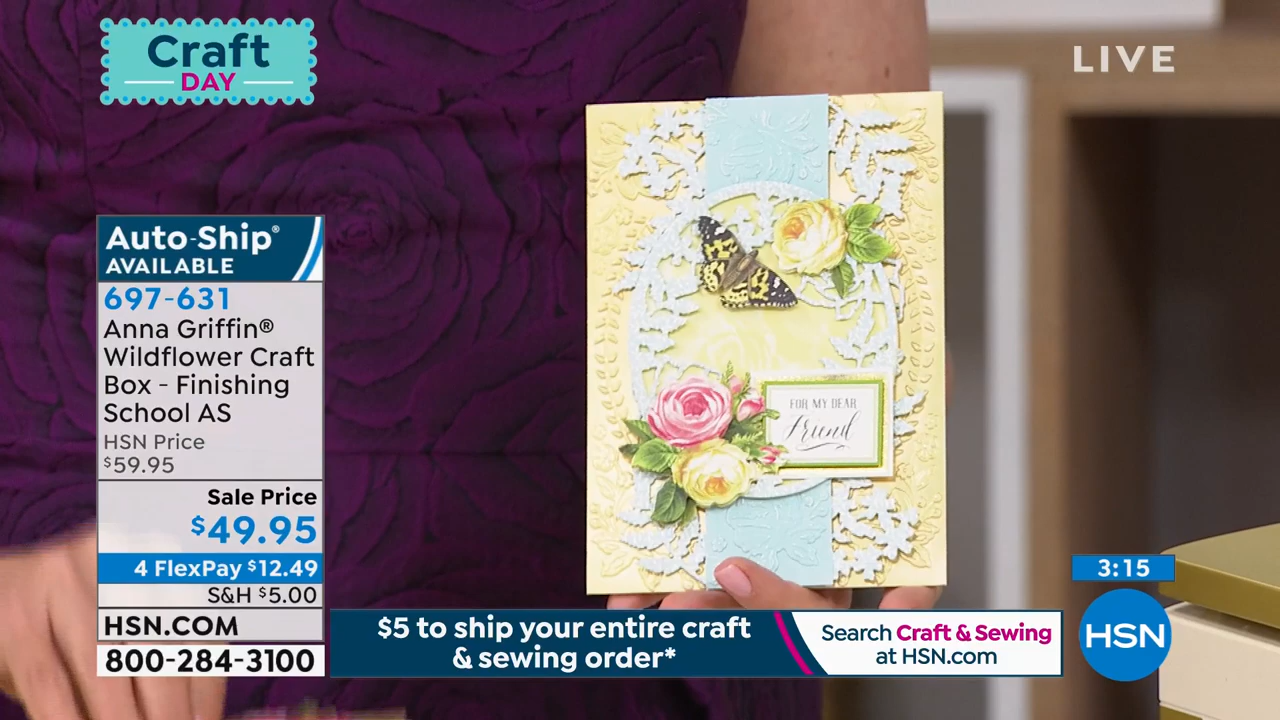 Craft
DAY
LIVE
Auto-Ship®
AVAILABLE
697-631
Anna Griffin®
Wildflower Craft
Box - Finishing
School AS
HSN Price
$59.95
Sale Price
$49.95
4 FlexPay $12.49
S&H $5.00
HSN.COM
800-284-3100
FOR MY DEAR
Friend
$5 to ship your entire craft
& sewing order*
Search Craft & Sewing
at HSN.com
3:15
HSN